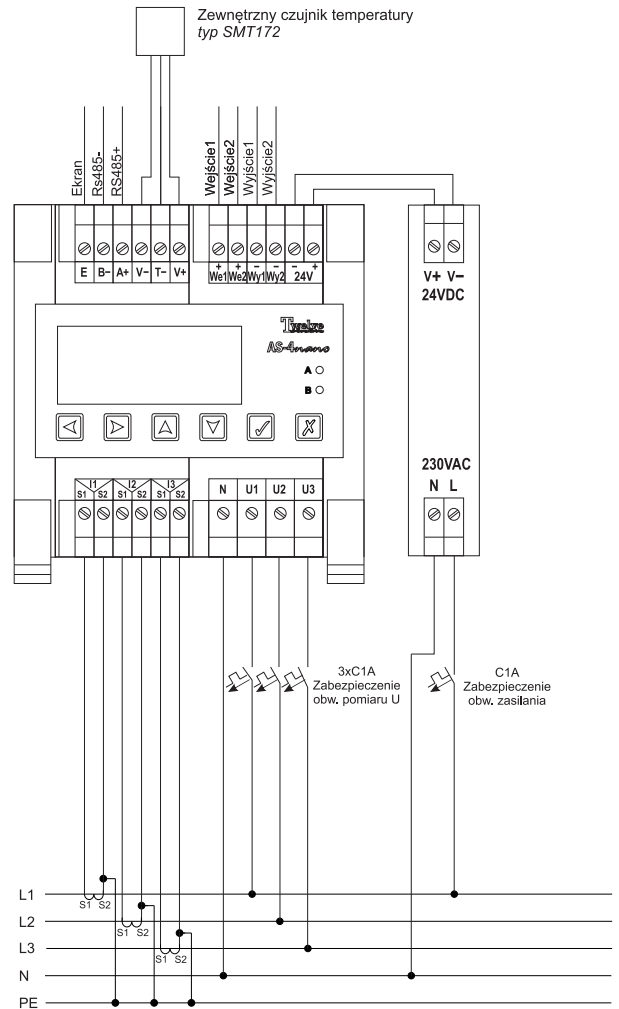 Zewnętrzny czujnik temperatury
typ SMT172
Ekran
Rs485-
RS485+
Wejście1
Wejście2
Wyjście1
Wyjście2
E B- A+ V- T- V+
+ + - - - +
We1 We2 Wy1 Wy2 24V
V+ V-
24VDC
Twelve
AS-4nano
A
B
230VAC
N L
I1 I2 I3
S1 S2 S1 S2 S1 S2
N U1 U2 U3
3xC1A
Zabezpieczenie
obw. pomiaru U
C1A
Zabezpieczenie
obw. zasilania
L1
S1 S2
L2
S1 S2
L3
S1 S2
N
PE